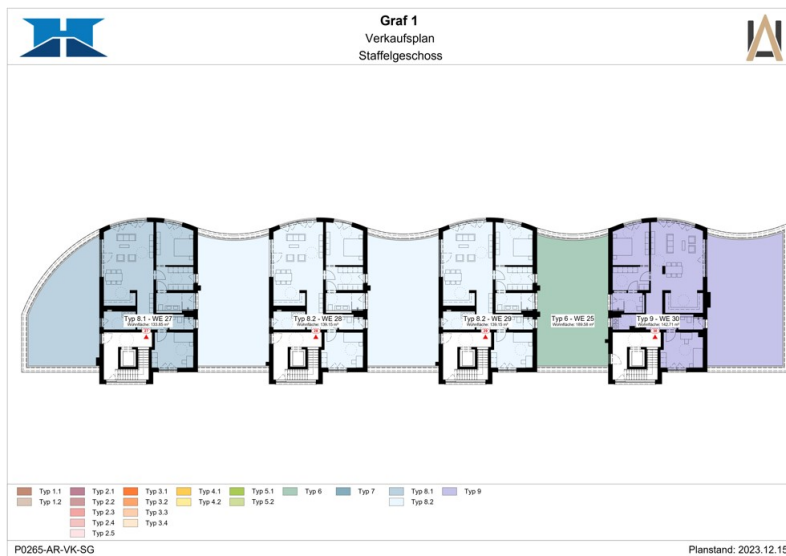 Graf 1
Verkaufsplan
Staffelgeschoss
Typ 8.1 - WE 27
Typ 8.2 - WE 28
Typ 8.2 - WE 29
Typ 6 - WE 25
Typ 9 - WE 30
Wohnfläche: 142.71 m²
Typ 1.1
Typ 2.1
Typ 3.1
Typ 4.1
Typ 5.1
Typ 6
Typ 7
Typ 8.1
Typ 9
Typ 1.2
Typ 2.2
Typ 3.2
Typ 4.2
Typ 5.2
Typ 8.2
Typ 2.3
Typ 3.3
Typ 2.4
Typ 3.4
Typ 2.5
P0265-AR-VK-SG
Planstand: 2023.12.15